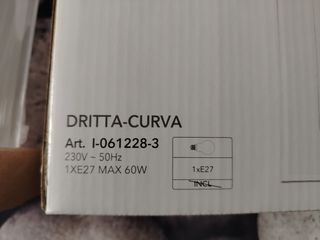 DRITTA-CURVA
Art. I-061228-3
230V ~ 50Hz
1XE27 MAX 60W
1xE27
INCL.